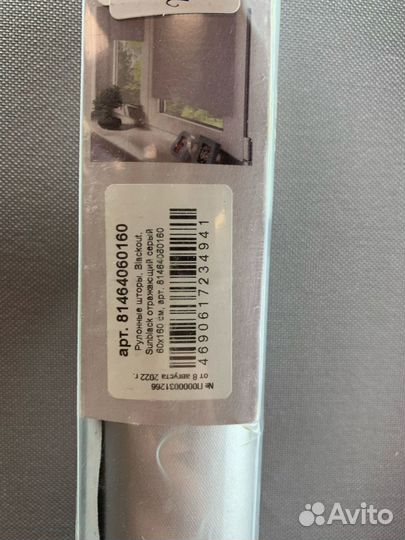 арт. 81464060160
Рулонные шторы, Blackout,
Sunblack отражающий серый
60x160 см, арт. 81464060160
4690617234941
№ П0000031266
от 8 августа 2022 г.
Avito